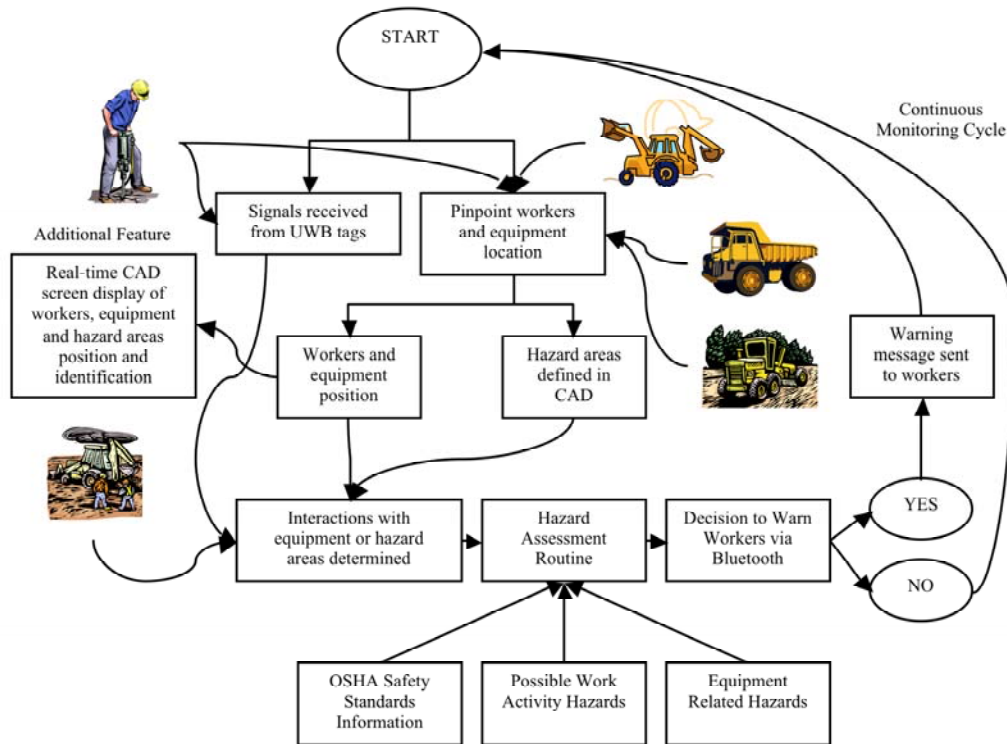 START
Continuous
Monitoring Cycle
Signals received
from UWB tags
Pinpoint workers
and equipment
location
Additional Feature
Real-time CAD
screen display of
workers, equipment
and hazard areas
position and
identification
Workers and
equipment
position
Hazard areas
defined in
CAD
Warning
message sent
to workers
Interactions with
equipment or hazard
areas determined
Hazard
Assessment
Routine
Decision to Warn
Workers via
Bluetooth
YES
NO
OSHA Safety
Standards
Information
Possible Work
Activity Hazards
Equipment
Related Hazards